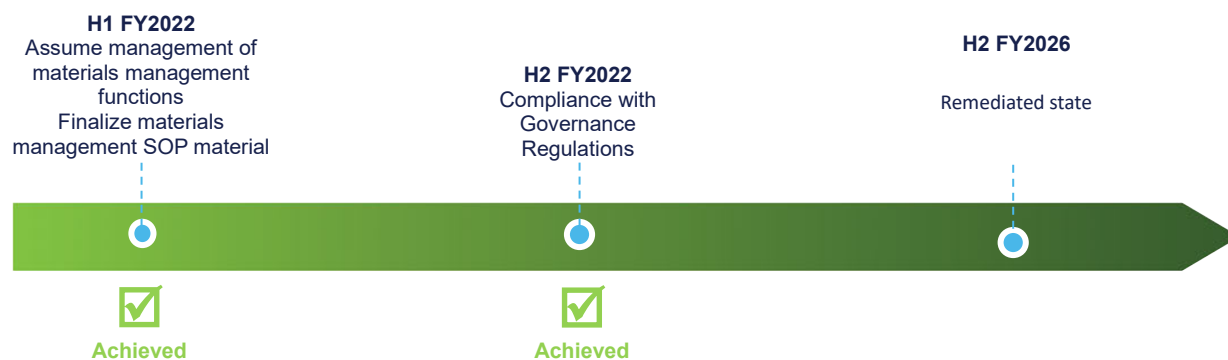 H1 FY2022
Assume management of
materials management
functions
Finalize materials
management SOP material
Achieved
H2 FY2022
Compliance with
Governance
Regulations
Achieved
H2 FY2026
Remediated state